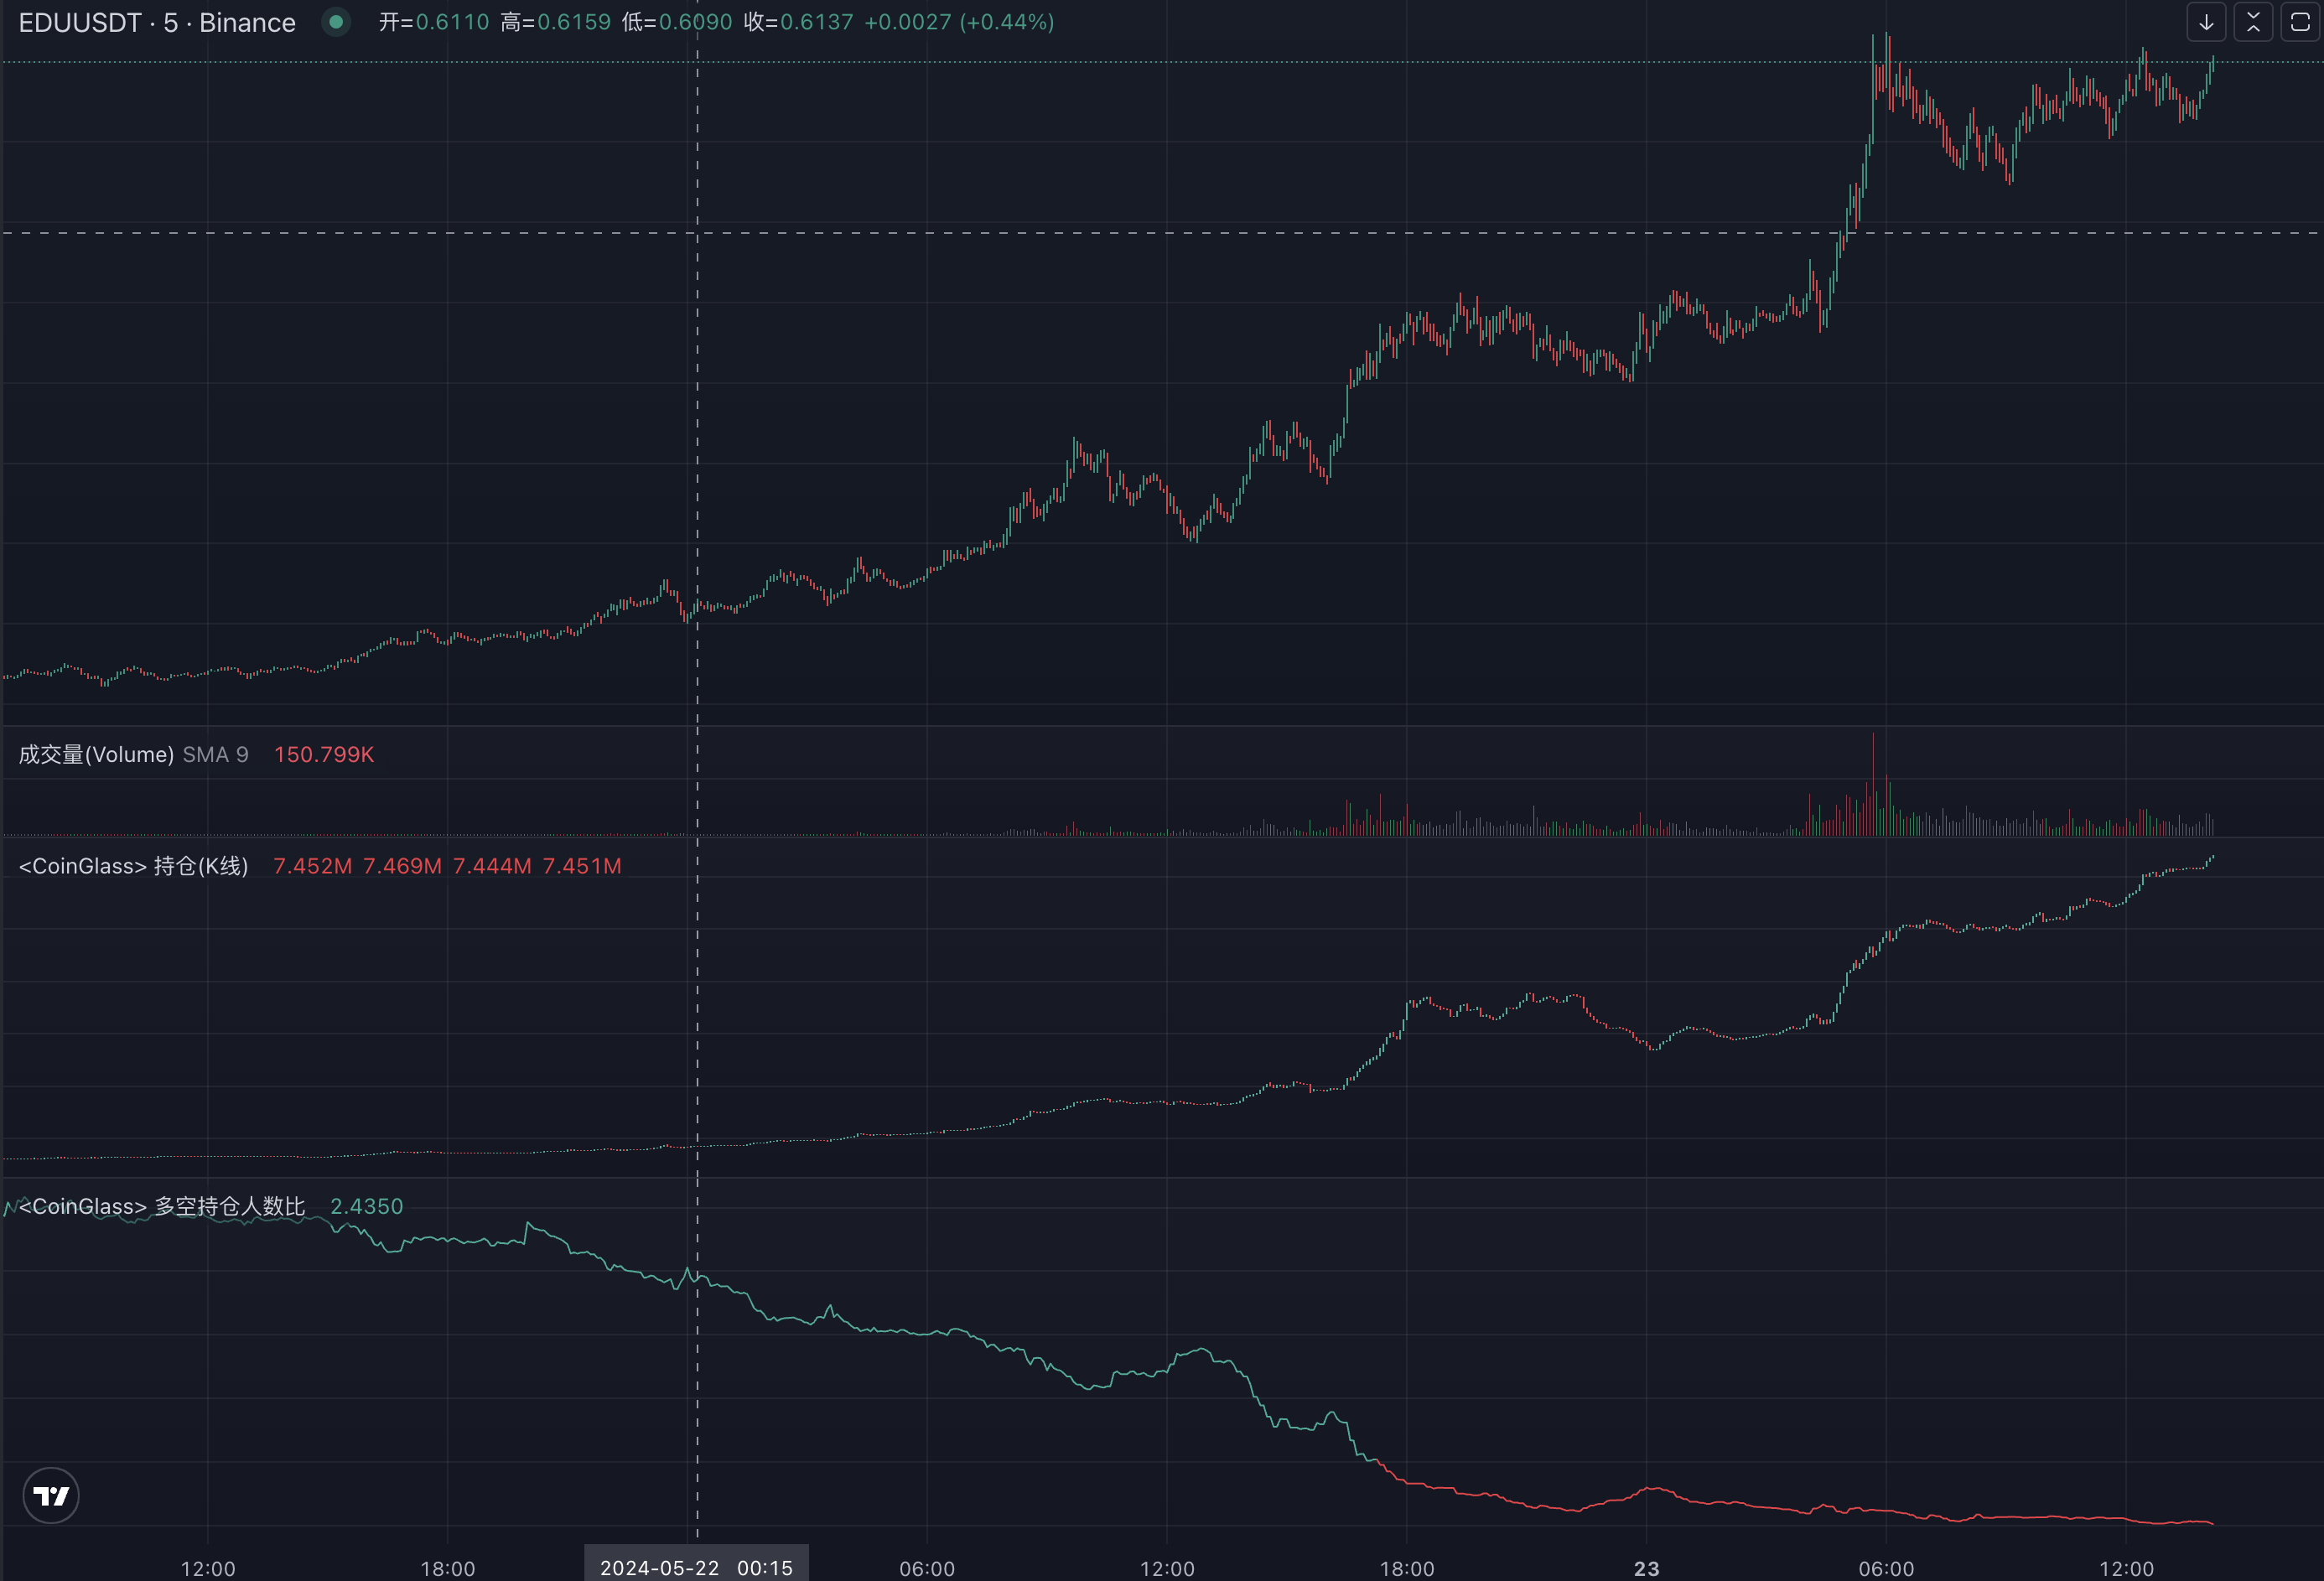 EDUUSDT · 5 · Binance 开=0.6110 高=0.6159 低=0.6090 收=0.6137 +0.0027 (+0.44%)
成交量(Volume) SMA 9 150.799K
<CoinGlass> 持仓(K线) 7.452M 7.469M 7.444M 7.451M
<CoinGlass> 多空持仓人数比 2.4350
12:00 18:00 2024-05-22 00:15 06:00 12:00 18:00 23 06:00 12:00